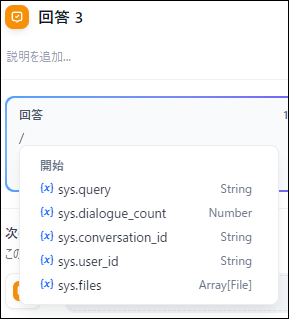 回答 3
説明を追加...
回答
1
/
開始
{x} sys.query String
{x} sys.dialogue_count Number
{x} sys.conversation_id String
{x} sys.user_id String
{x} sys.files Array[File]
次
この